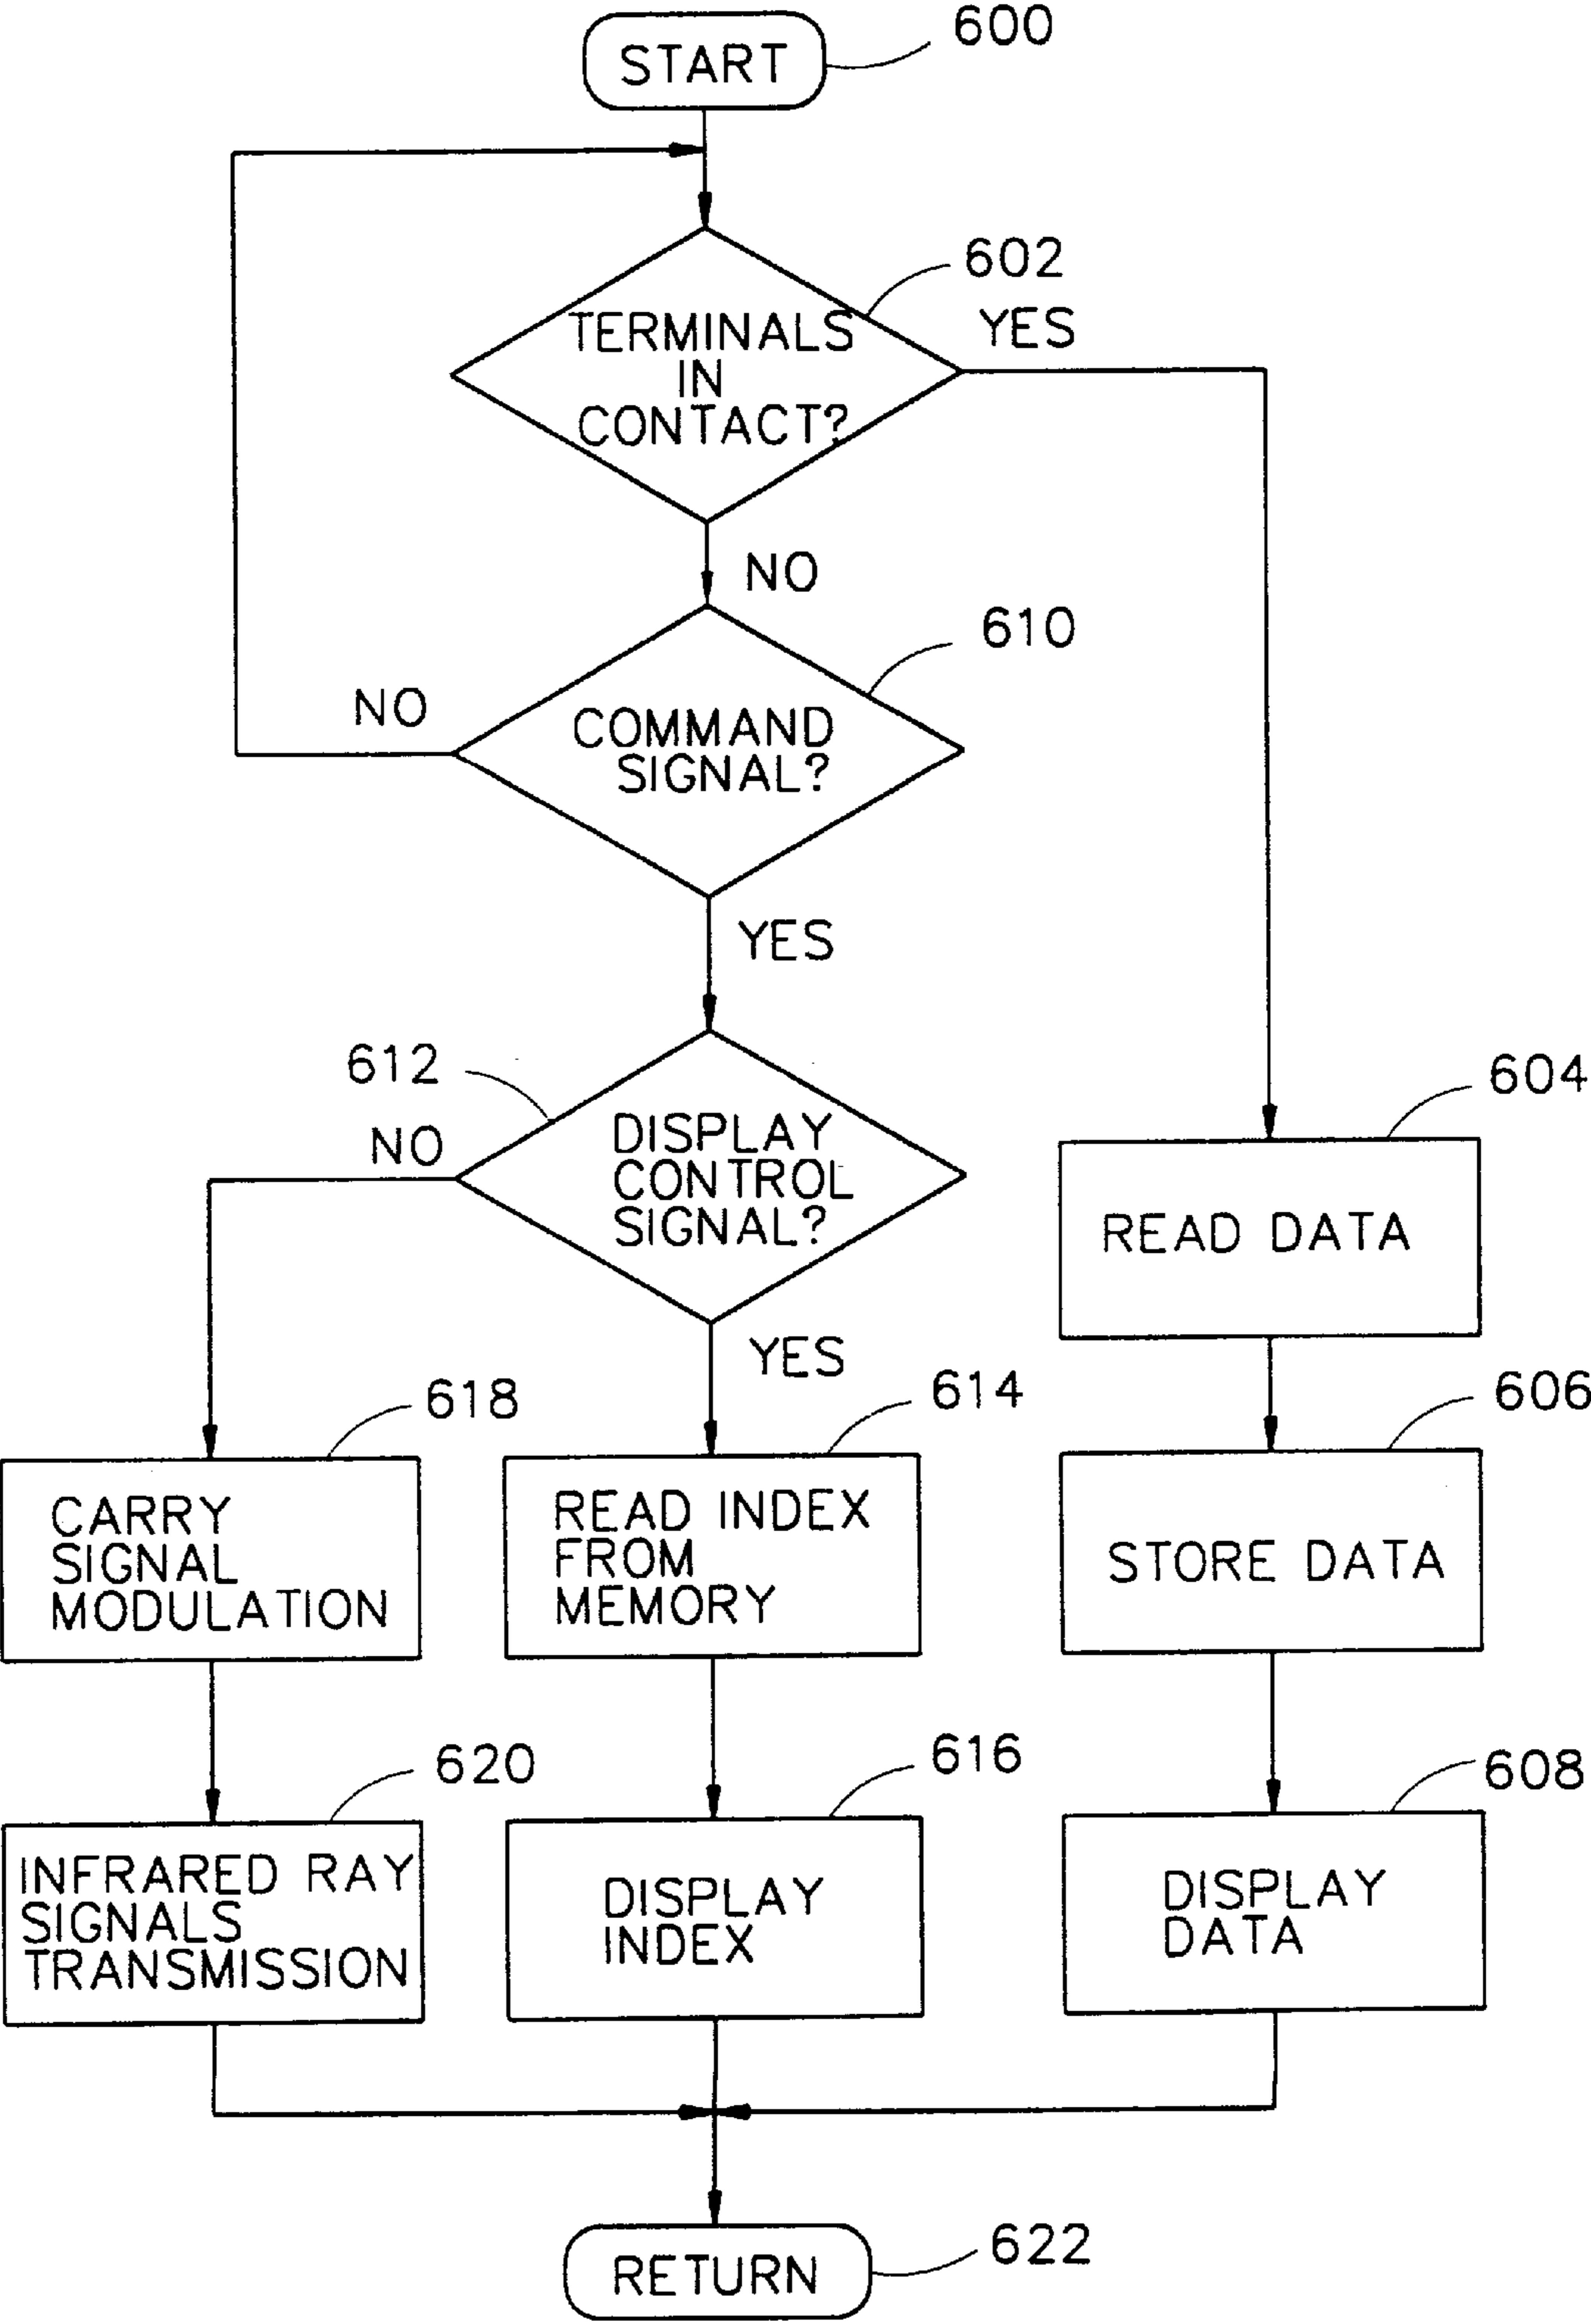 START
600
602
TERMINALS
IN
CONTACT?
YES
NO
610
COMMAND
SIGNAL?
NO
YES
612
DISPLAY
CONTROL
SIGNAL?
NO
YES
604
READ DATA
618
CARRY
SIGNAL
MODULATION
614
READ INDEX
FROM
MEMORY
606
STORE DATA
620
INFRARED RAY
SIGNALS
TRANSMISSION
616
DISPLAY
INDEX
608
DISPLAY
DATA
RETURN
622